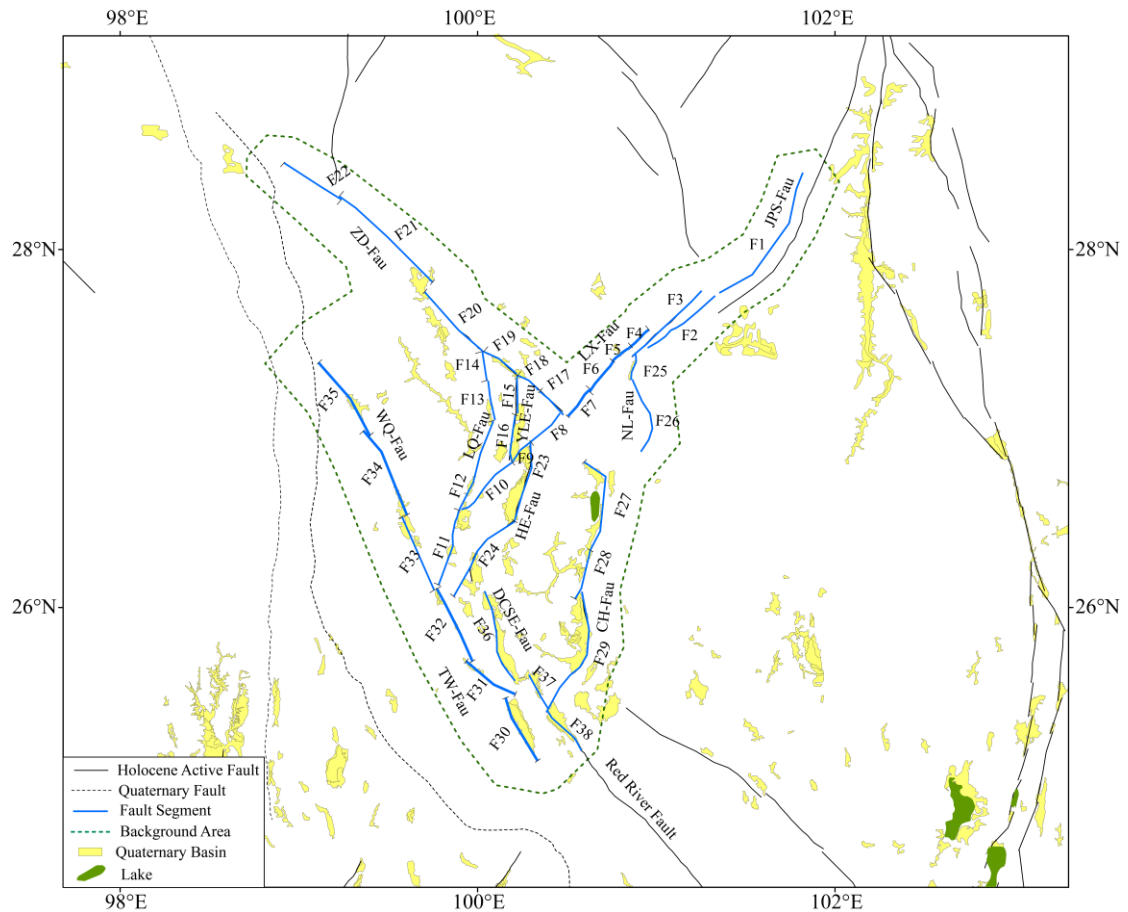 98°E
100°E
102°E
F22
JPS-Fau
F21
F1
28°N
28°N
ZD-Fau
F3
F20
F2
LX-Fau
F4
F19
F5
F18
F14
F6
F25
F17
F35
F15
F13
F7
NL-Fau
YLE-Fau
WQ-Fau
LQ-Fau
F8
F26
F16
F9
F23
F34
F12
F10
F27
HE-Fau
F11
F24
F33
F28
26°N
26°N
DCSE-Fau
CH-Fau
F32
F36
F29
F37
F31
TW-Fau
F30
F38
Red River Fault
Holocene Active Fault
Quaternary Fault
Fault Segment
Background Area
Quaternary Basin
Lake
98°E
100°E
102°E